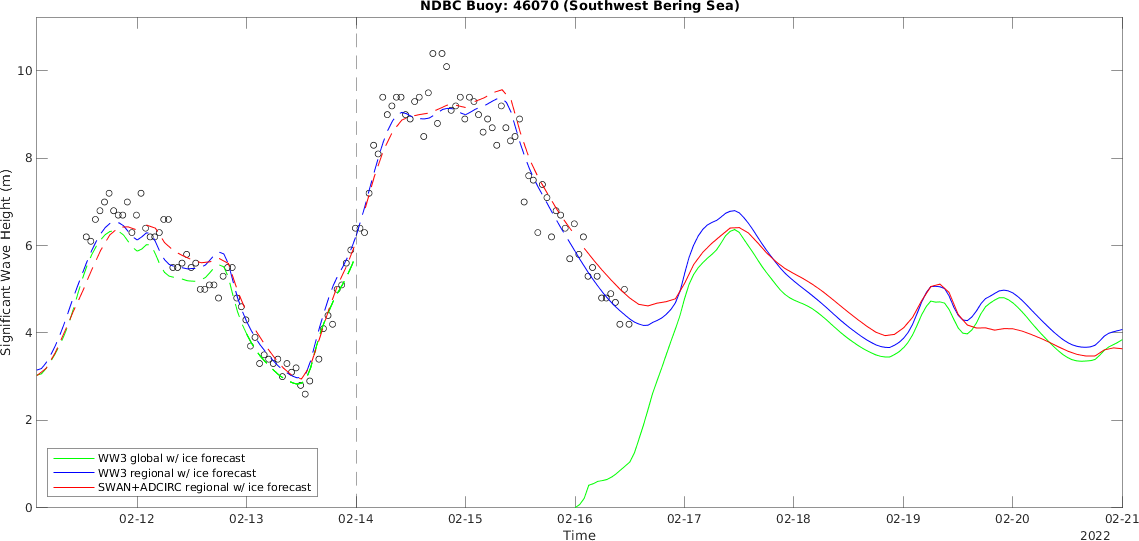 NDBC Buoy: 46070 (Southwest Bering Sea)
Significant Wave Height (m)
10
8
6
4
2
0
WW3 global w/ ice forecast
WW3 regional w/ ice forecast
SWAN+ADCIRC regional w/ ice forecast
02-12 02-13 02-14 02-15 02-16 02-17 02-18 02-19 02-20 02-21
Time
2022